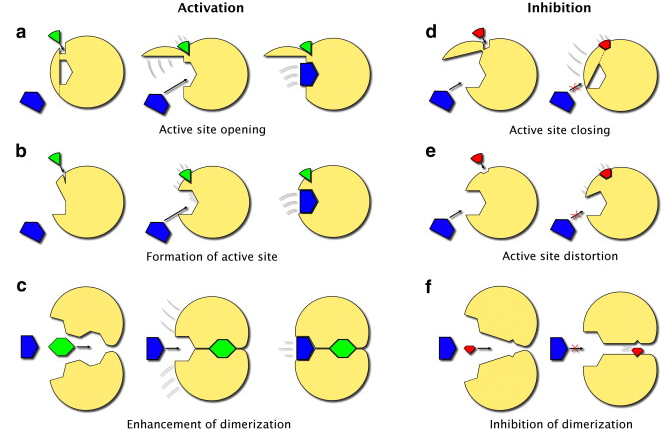 Activation
Inhibition
a
d
Active site opening
Active site closing
b
e
Formation of active site
Active site distortion
c
f
Enhancement of dimerization
Inhibition of dimerization